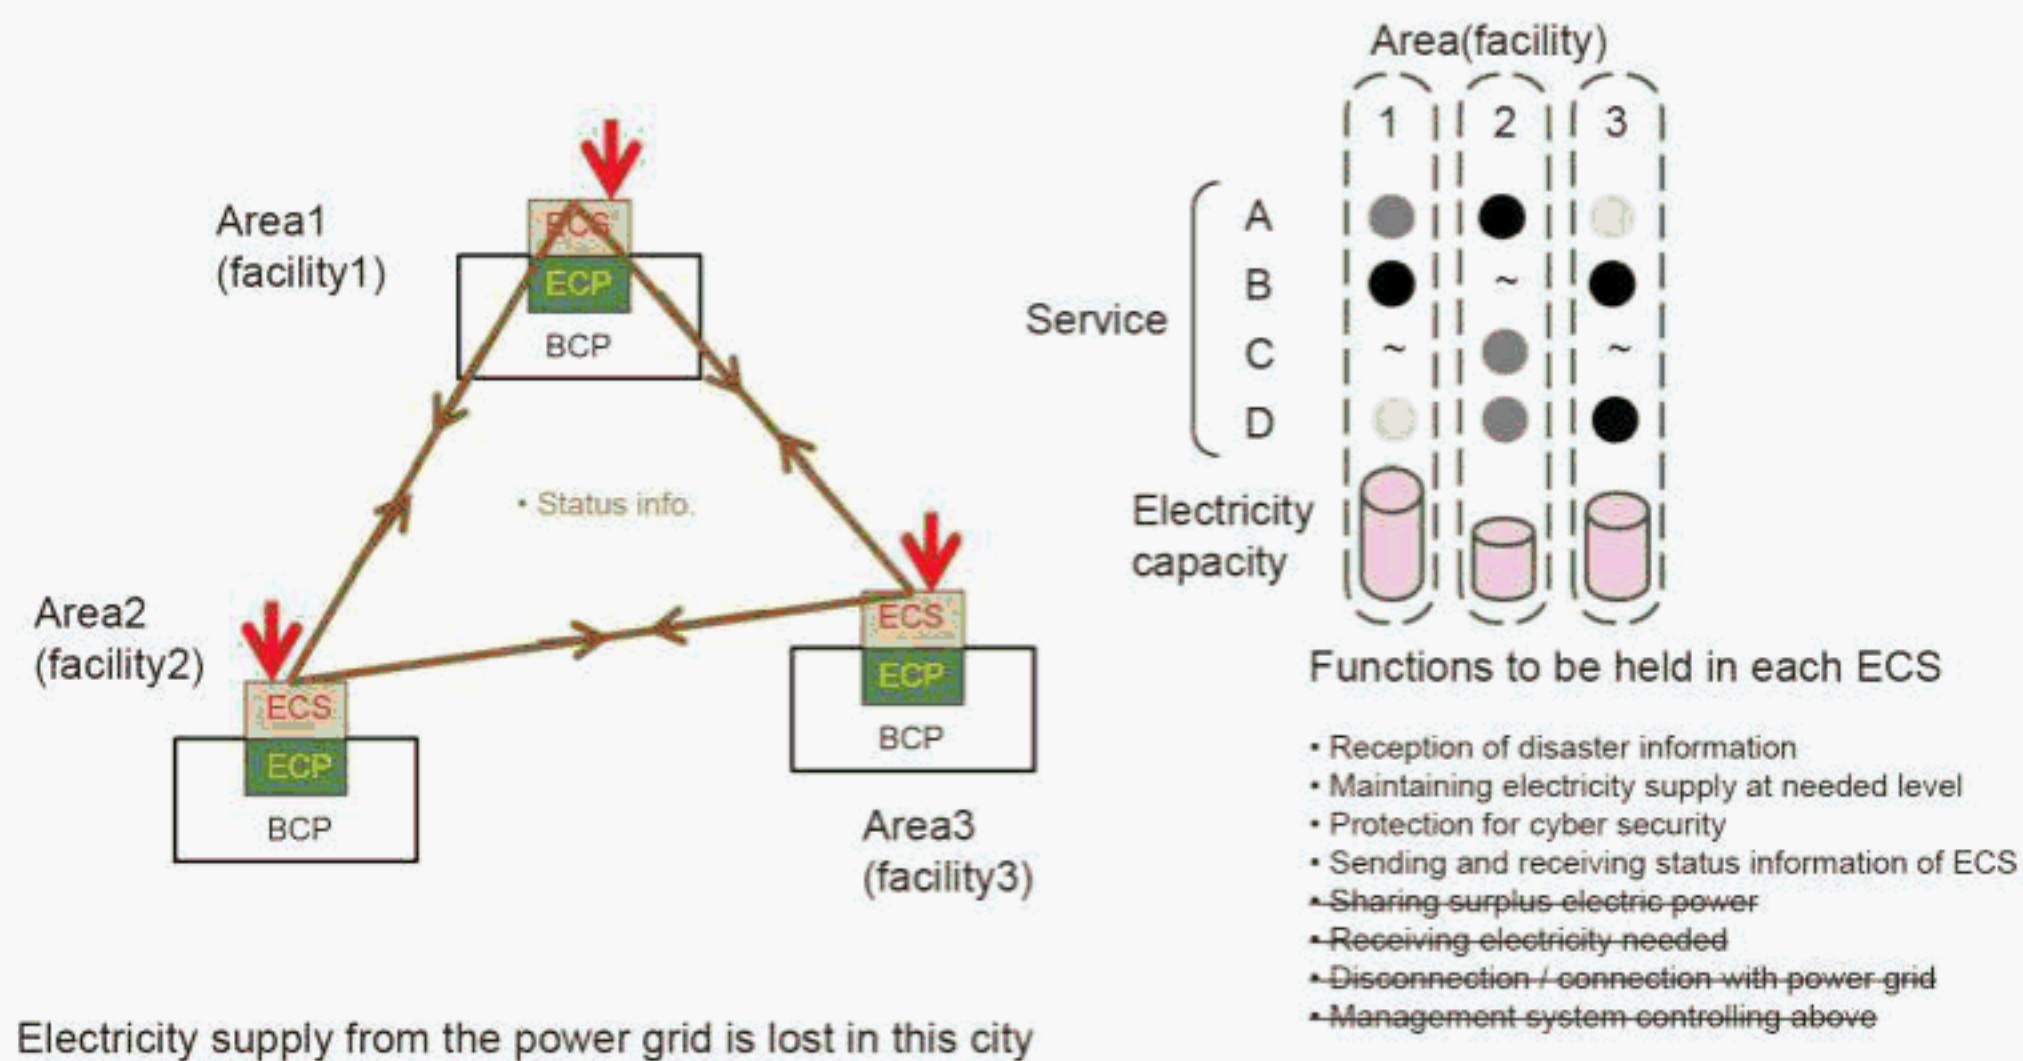 Area1
(facility1)
ECS
ECP
BCP
• Status info.
Area2
(facility2)
ECS
ECP
BCP
ECS
ECP
BCP
Area3
(facility3)
Electricity supply from the power grid is lost in this city
Area(facility)
1 2 3
Service
A
B ~
C ~ ~
D
Electricity
capacity
Functions to be held in each ECS
• Reception of disaster information
• Maintaining electricity supply at needed level
• Protection for cyber security
• Sending and receiving status information of ECS
• Sharing surplus electric power
• Receiving electricity needed
• Disconnection / connection with power grid
• Management system controlling above